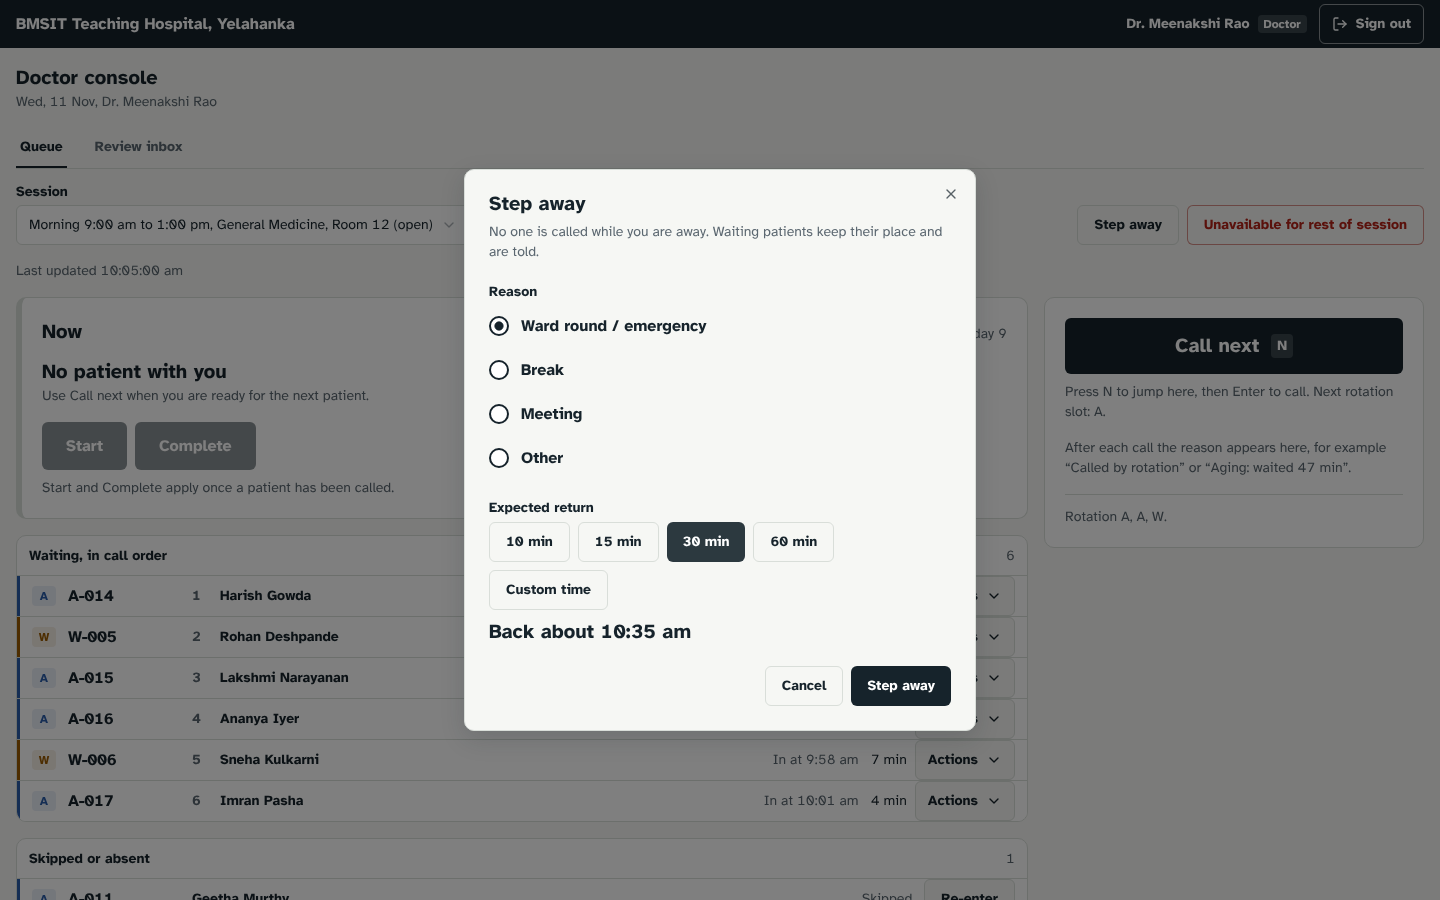 BMSIT Teaching Hospital, Yelahanka
Dr. Meenakshi Rao Doctor Sign out
Doctor console
Wed, 11 Nov, Dr. Meenakshi Rao
Queue Review inbox
Session
Morning 9:00 am to 1:00 pm, General Medicine, Room 12 (open)
Step away Unavailable for rest of session
Last updated 10:05:00 am
Now
No patient with you
Use Call next when you are ready for the next patient.
Start Complete
Start and Complete apply once a patient has been called.
Call next N
Press N to jump here, then Enter to call. Next rotation
slot: A.
After each call the reason appears here, for example
“Called by rotation” or “Aging: waited 47 min”.
Rotation A, A, W.
Waiting, in call order 6
A A-014 1 Harish Gowda
W W-005 2 Rohan Deshpande
A A-015 3 Lakshmi Narayanan
A A-016 4 Ananya Iyer
W W-006 5 Sneha Kulkarni In at 9:58 am 7 min Actions
A A-017 6 Imran Pasha In at 10:01 am 4 min Actions
Skipped or absent 1
A A-011 Geetha Murthy Skipped Re-enter
Step away
No one is called while you are away. Waiting patients keep their place and
are told.
Reason
Ward round / emergency
Break
Meeting
Other
Expected return
10 min 15 min 30 min 60 min
Custom time
Back about 10:35 am
Cancel Step away